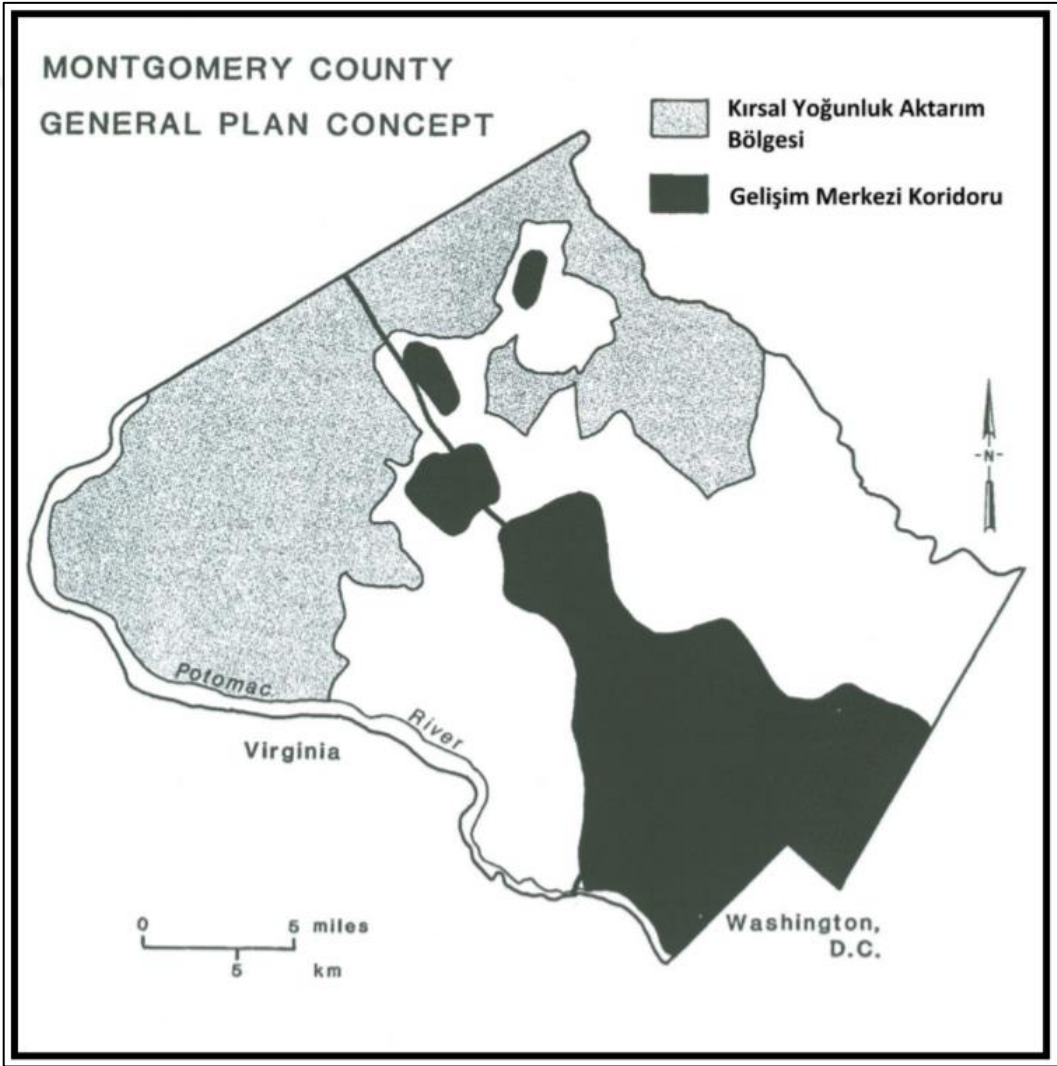 MONTGOMERY COUNTY
GENERAL PLAN CONCEPT
Kırsal Yoğunluk Aktarım
Bölgesi
Gelişim Merkezi Koridoru
N
Potomac
River
Virginia
0 5 miles
5 km
Washington,
D.C.